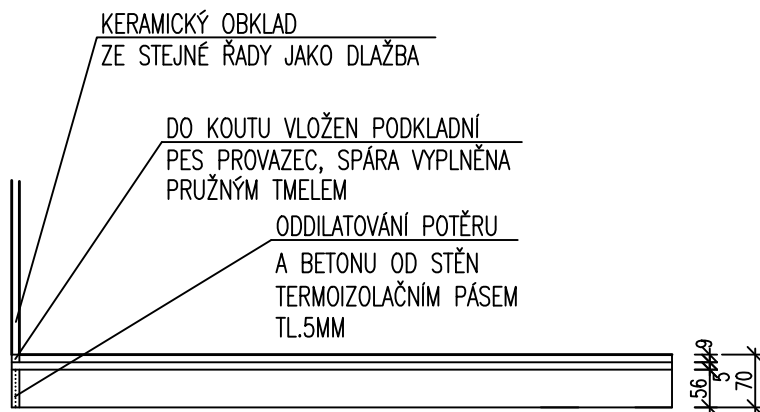 KERAMICKÝ OBKLAD
ZE STEJNÉ ŘADY JAKO DLAŽBA
DO KOUTU VLOŽEN PODKLADNÍ
PES PROVAZEC, SPÁRA VYPLNĚNA
PRUŽNÝM TMELEM
ODDILATOVÁNÍ POTĚRU
A BETONU OD STĚN
TERMOIZOLAČNÍM PÁSEM
TL.5MM
9
5
56
70